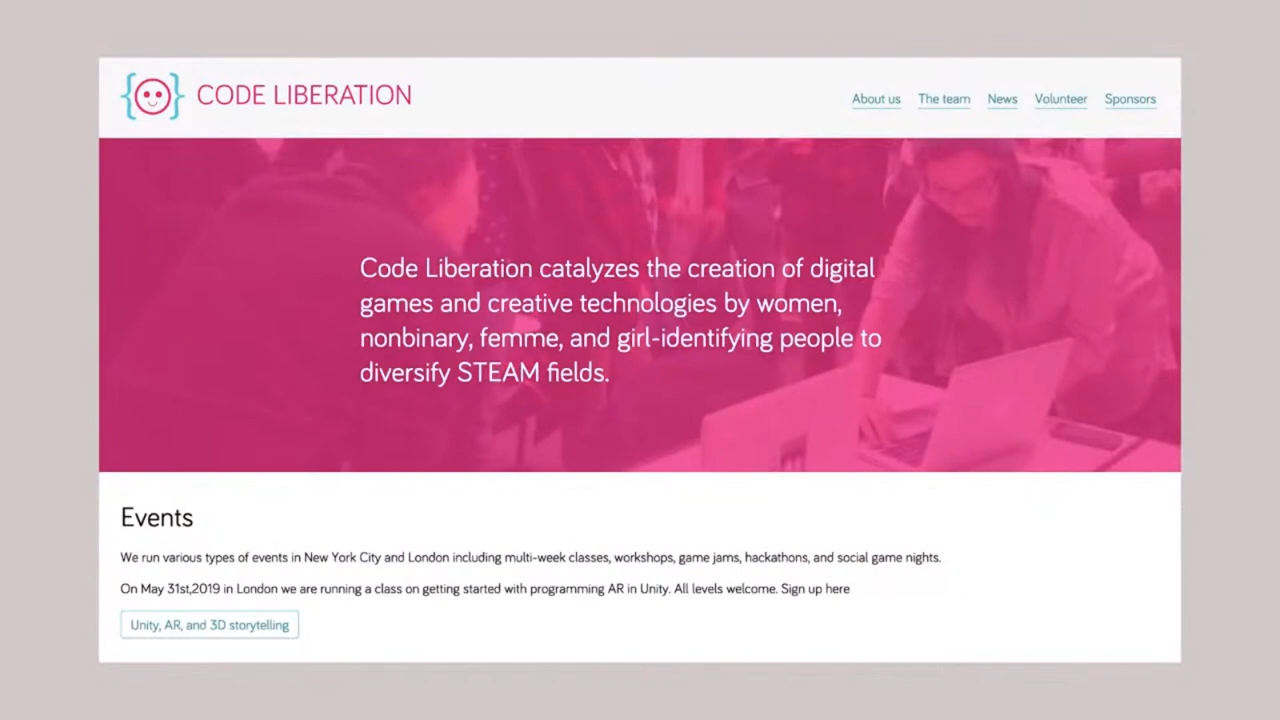 CODE LIBERATION
About us The team News Volunteer Sponsors
Code Liberation catalyzes the creation of digital
games and creative technologies by women,
nonbinary, femme, and girl-identifying people to
diversify STEAM fields.
Events
We run various types of events in New York City and London including multi-week classes, workshops, game jams, hackathons, and social game nights.
On May 31st,2019 in London we are running a class on getting started with programming AR in Unity. All levels welcome. Sign up here
Unity, AR, and 3D storytelling